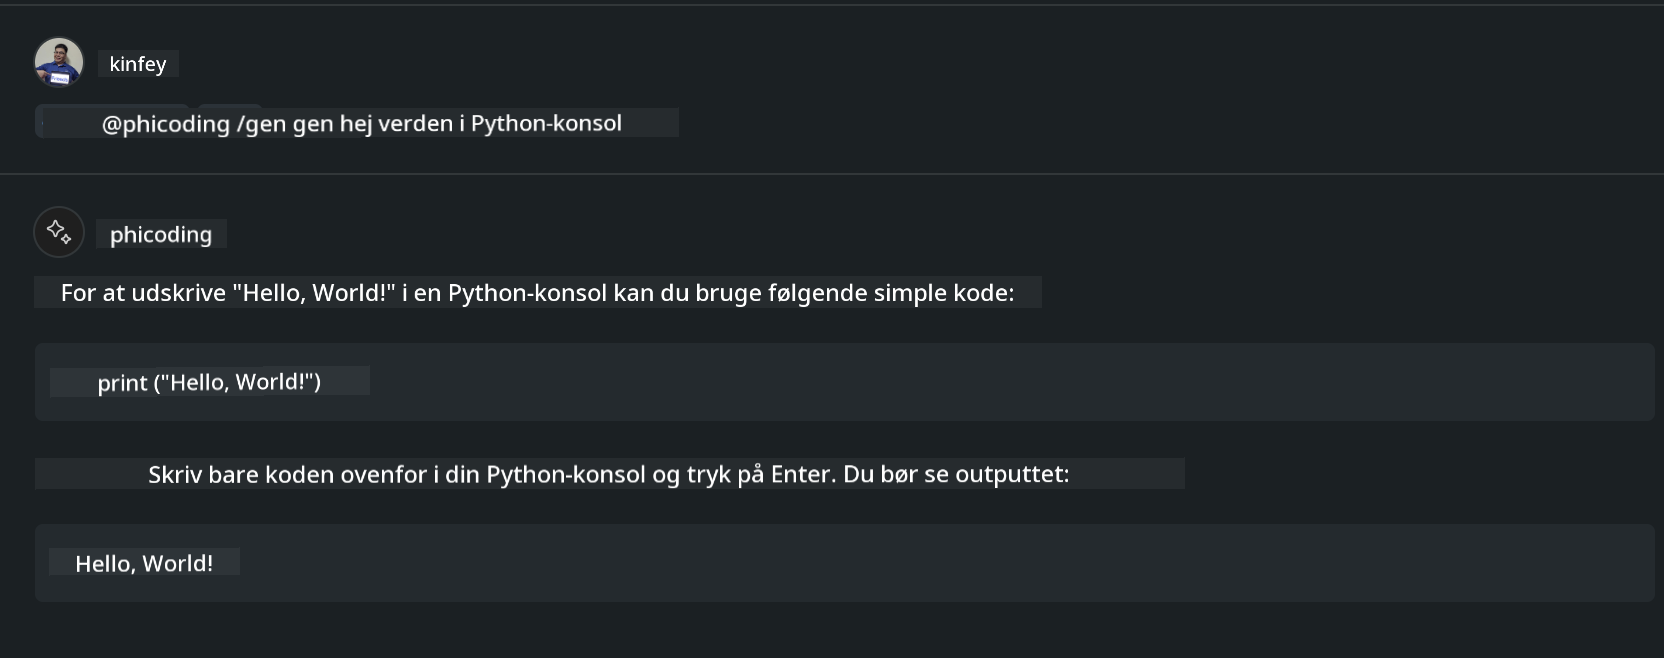 kinfey
@phicoding /gen gen hej verden i Python-konsol
phicoding
For at udskrive "Hello, World!" i en Python-konsol kan du bruge følgende simple kode:
print ("Hello, World!")
Skriv bare koden ovenfor i din Python-konsol og tryk på Enter. Du bør se outputtet:
Hello, World!